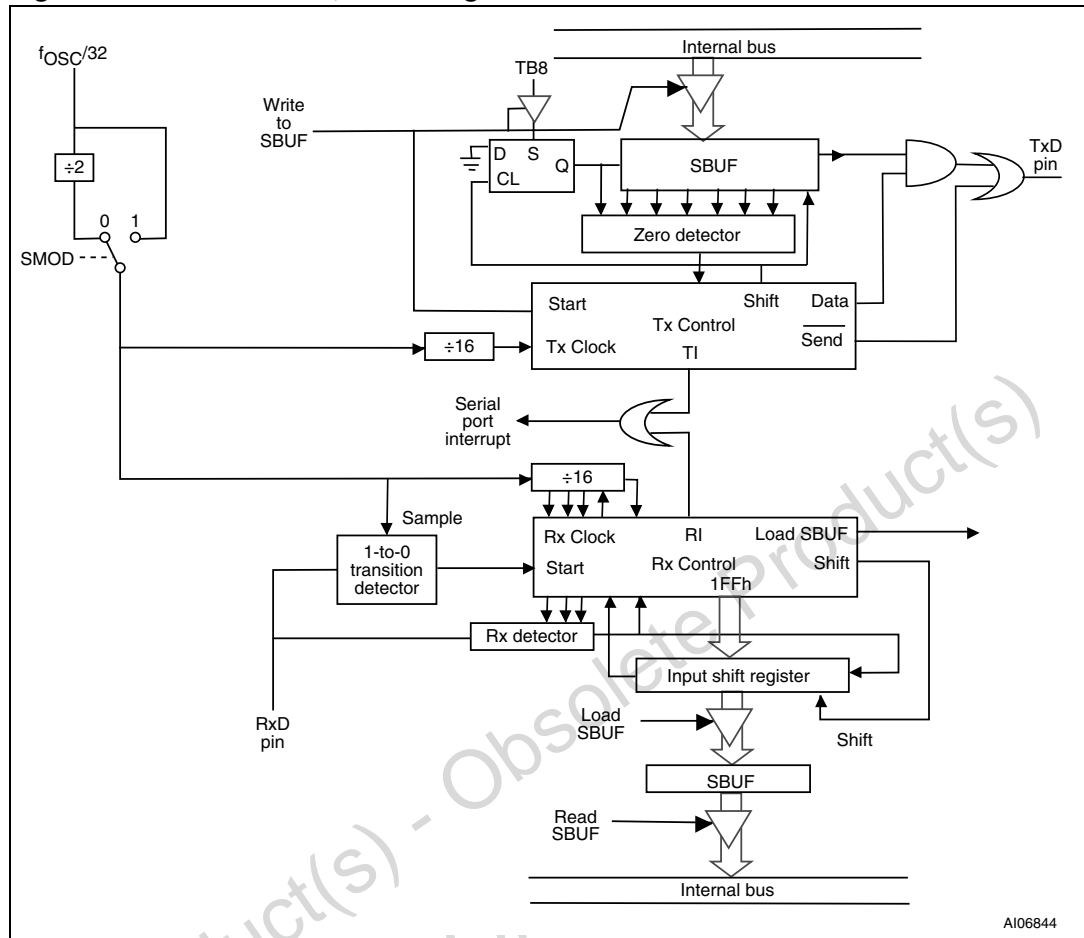 Internal bus
fOSC/32
TB8
Write
to
SBUF
D S
Q
CL
SBUF
TxD
pin
÷2
0 1
Zero detector
SMOD
Start
Shift
Data
Tx Control
Send
÷16
Tx Clock
TI
Serial
port
interrupt
÷16
Sample
Rx Clock
RI
Load SBUF
1-to-0
transition
detector
Start
Rx Control
Shift
1FFh
Rx detector
Input shift register
RxD
pin
Load
SBUF
Shift
SBUF
Read
SBUF
Internal bus
AI06844
Product(s) - Obsolete Product(s)